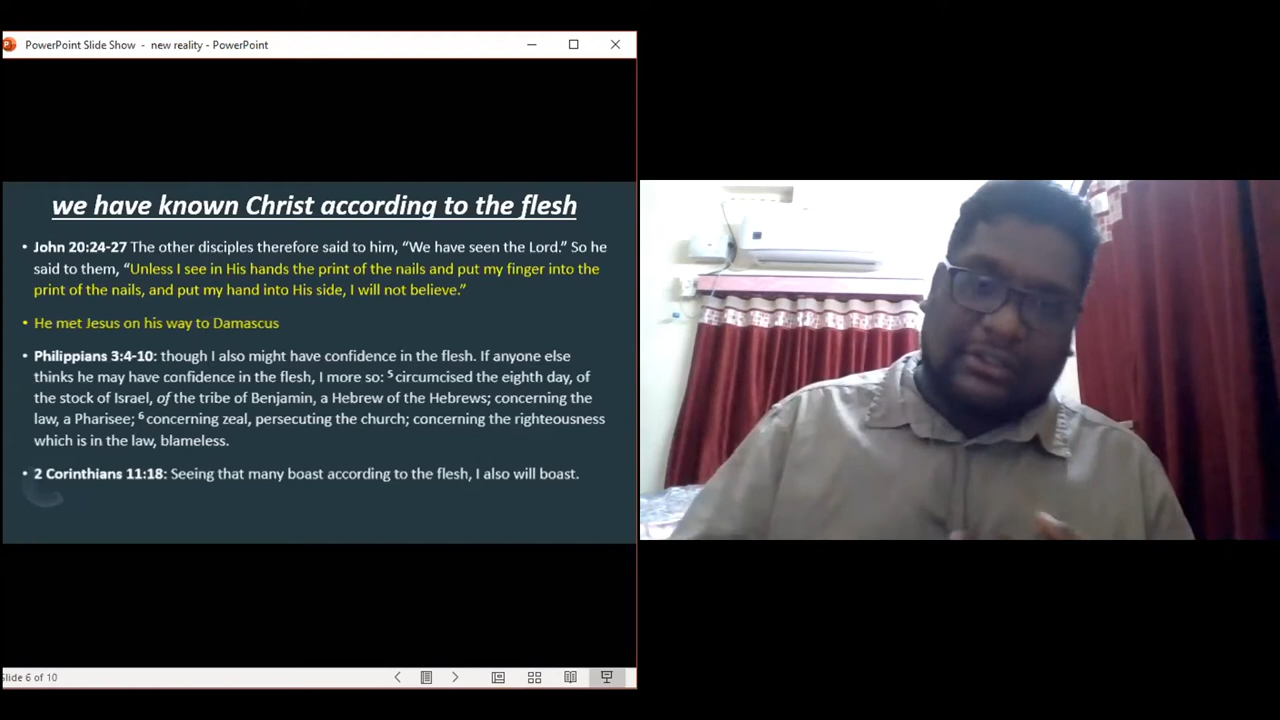 PowerPoint Slide Show - new reality - PowerPoint
we have known Christ according to the flesh
• John 20:24-27 The other disciples therefore said to him, “We have seen the Lord.” So he
said to them, “Unless I see in His hands the print of the nails and put my finger into the
print of the nails, and put my hand into His side, I will not believe.”
• He met Jesus on his way to Damascus
• Philippians 3:4-10: though I also might have confidence in the flesh. If anyone else
thinks he may have confidence in the flesh, I more so: 5 circumcised the eighth day, of
the stock of Israel, of the tribe of Benjamin, a Hebrew of the Hebrews; concerning the
law, a Pharisee; 6 concerning zeal, persecuting the church; concerning the righteousness
which is in the law, blameless.
• 2 Corinthians 11:18: Seeing that many boast according to the flesh, I also will boast.
Slide 6 of 10